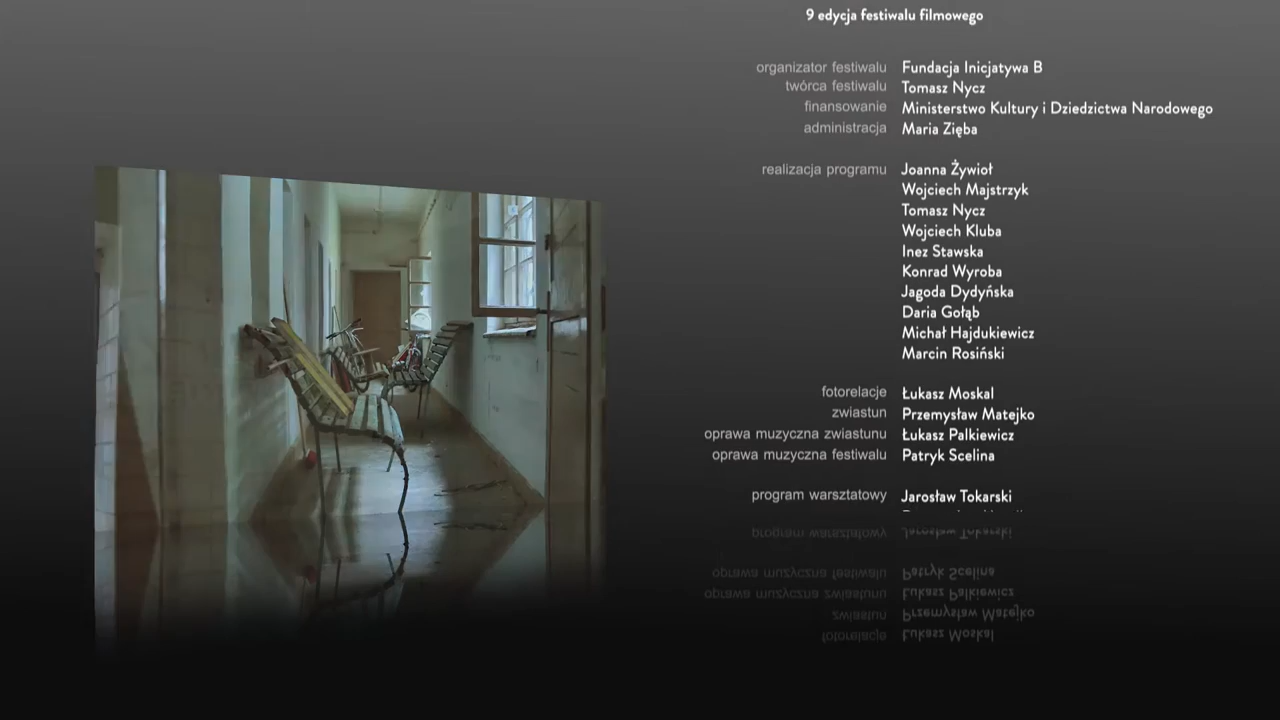 9 edycja festiwalu filmowego
organizator festiwalu Fundacja Inicjatywa B
twórca festiwalu Tomasz Nycz
finansowanie Ministerstwo Kultury i Dziedzictwa Narodowego
administracja Maria Zięba
realizacja programu Joanna Żywioł
Wojciech Majstrzyk
Tomasz Nycz
Wojciech Kluba
Inez Stawska
Konrad Wyroba
Jagoda Dydyńska
Daria Gołąb
Michał Hajdukiewicz
Marcin Rosiński
fotorelacje Łukasz Moskal
zwiastun Przemysław Matejko
oprawa muzyczna zwiastunu Łukasz Palkiewicz
oprawa muzyczna festiwalu Patryk Scelina
program warsztatowy Jarosław Tokarski